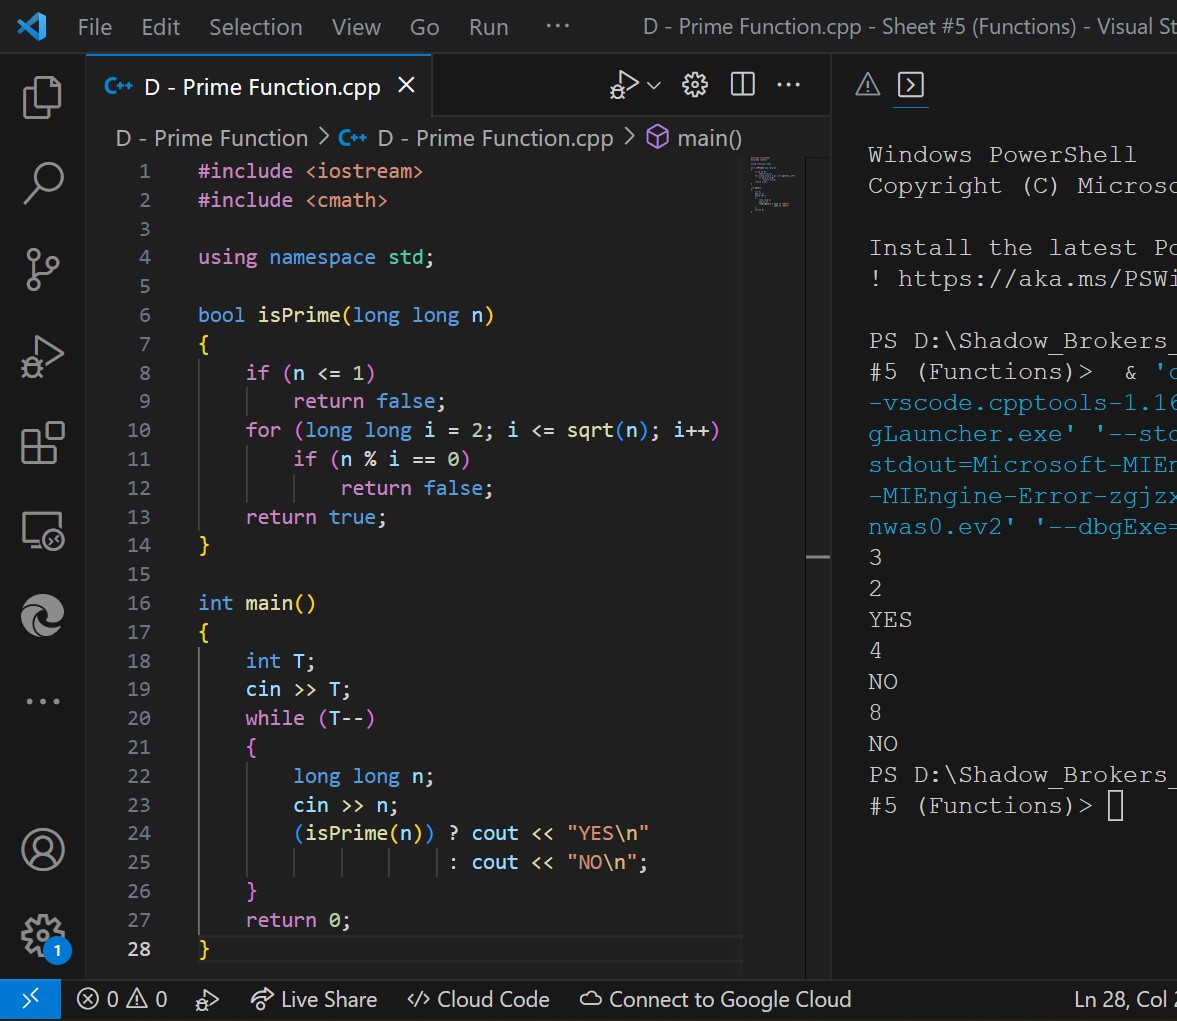 File Edit Selection View Go Run ··· D - Prime Function.cpp - Sheet #5 (Functions) - Visual
D - Prime Function.cpp
D - Prime Function > D - Prime Function.cpp > main()
1 #include <iostream>
2 #include <cmath>
3
4 using namespace std;
5
6 bool isPrime(long long n)
7 {
8 if (n <= 1)
9 return false;
10 for (long long i = 2; i <= sqrt(n); i++)
11 if (n % i == 0)
12 return false;
13 return true;
14 }
15
16 int main()
17 {
18 int T;
19 cin >> T;
20 while (T--)
21 {
22 long long n;
23 cin >> n;
24 (isPrime(n)) ? cout << "YES\n"
25 : cout << "NO\n";
26 }
27 return 0;
28 }
Windows PowerShell
Copyright (C) Microso
Install the latest Po
! https://aka.ms/PSWi
PS D:\Shadow_Brokers_
#5 (Functions)> & 'c
-vscode.cpptools-1.16
gLauncher.exe' '--std
stdout=Microsoft-MIEn
-MIEngine-Error-zgjzx
nwas0.ev2' '--dbgExe=
3
2
YES
4
NO
8
NO
PS D:\Shadow_Brokers_
#5 (Functions)>
1
0 0 Live Share Cloud Code Connect to Google Cloud Ln 28, Col